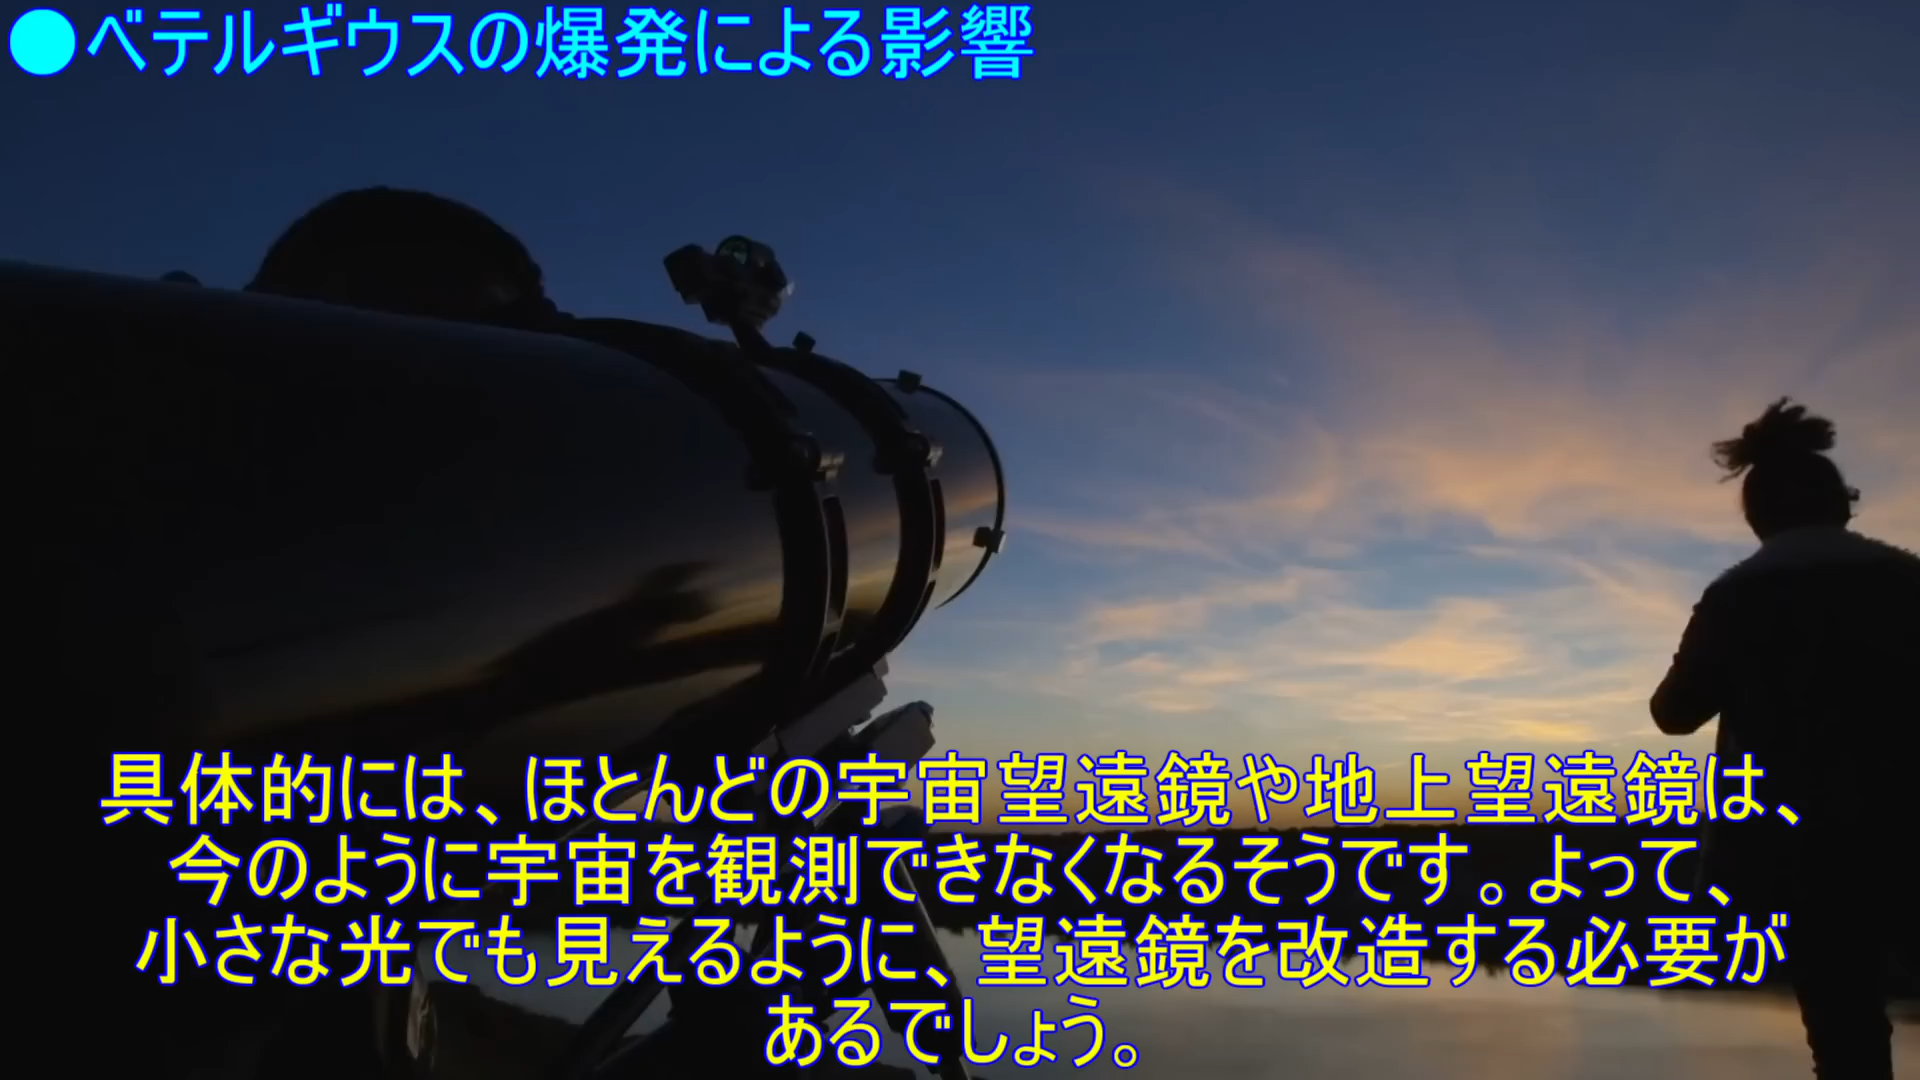 ●ベテルギウスの爆発による影響
具体的には、ほとんどの宇宙望遠鏡や地上望遠鏡は、
今のように宇宙を観測できなくなるそうです。よって、
小さな光でも見えるように、望遠鏡を改造する必要が
あるでしょう。